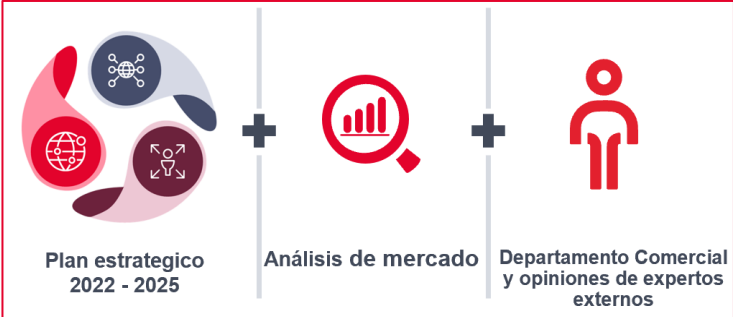 Plan estrategico
2022 - 2025
Análisis de mercado
Departamento Comercial
y opiniones de expertos
externos